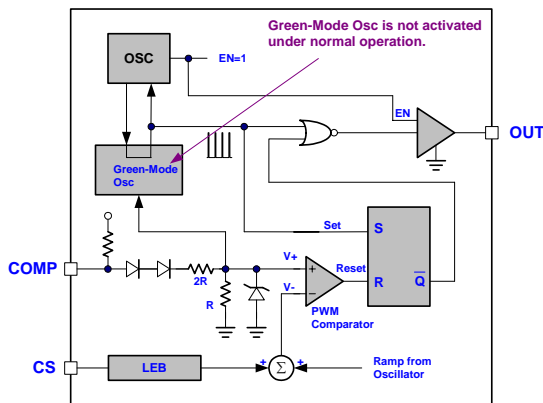 Green-Mode Osc is not activated
under normal operation.
OSC
EN=1
EN
OUT
Green-Mode
Osc
Set
S
COMP
2R
R
V+
V-
+
−
Reset
R
Q̅
PWM
Comparator
CS
LEB
+
Σ
+
Ramp from
Oscillator